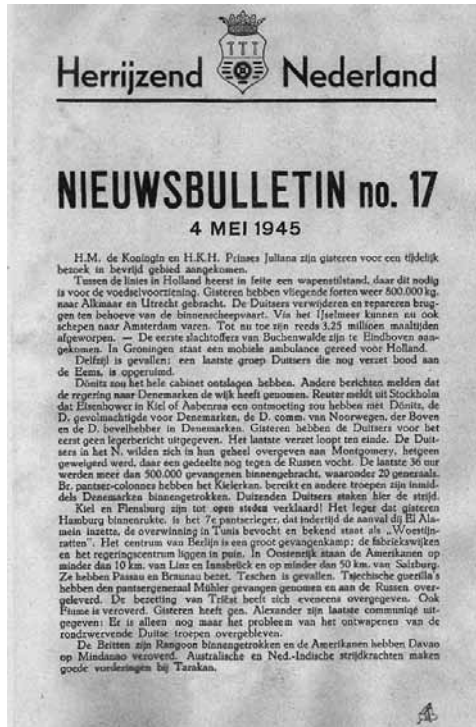 TTT
Herrijzend Nederland
NIEUWSBULLETIN no. 17
4 MEI 1945
H.M. de Koningin en H.K.H. Prinses Juliana zijn gisteren voor een tijdelijk
bezoek in bevrijd gebied aangekomen.
Tussen de linies in Holland heerst in feite een wapenstilstand, daar dit nodig
is voor de voedselvoorziening. Gisteren hebben vliegende forten weer 800.000 kg.
naar Alkmaar en Utrecht gebracht. De Duitsers verwijderen en repareren brug-
gen ten behoeve van de binnenscheepvaart. Via het IJselmeer kunnen nu ook
schepen naar Amsterdam varen. Tot nu toe zijn reeds 3,25 millioen maaltijden
afgeworpen. — De eerste slachtoffers van Buchenwalde zijn te Eindhoven aan-
gekomen. In Groningen staat een mobiele ambulance gereed voor Holland.
Delfzijl is gevallen: een laatste groep Duitsers die nog verzet bood aan
de Eems, is opgeruimd.
Dönitz zou het hele cabinet ontslagen hebben. Andere berichten melden dat
de regering naar Denemarken de wijk heeft genomen. Reuter meldt uit Stockholm
dat Eisenhower in Kiel of Aabenraa een ontmoeting zou hebben met Dönitz, de
D. gevolmachtigde voor Denemarken, de D. comm. van Noorwegen, der Boven
en de D. bevelhebber in Denemarken. Gisteren hebben de Duitsers voor het
eerst geen legerbericht uitgegeven. Het laatste verzet loopt ten einde. De Duit-
sers in het N. wilden zich in hun geheel overgeven aan Montgomery, hetgeen
geweigerd werd, daar een gedeelte nog tegen de Russen vocht. De laatste 36 uur
werden meer dan 500.000 gevangenen binnengebracht, waaronder 20 generaals.
Br. pantser-colonnes hebben het Kielerkan. bereikt en andere troepen zijn inmid-
dels Denemarken binnengetrokken. Duizenden Duitsers staken hier de strijd.
Kiel en Flensburg zijn tot open steden verklaard! Het leger dat gisteren
Hamburg binnenrukte, is het 7e pantserleger, dat indertijd de aanval bij El Ala-
mein inzette, de overwinning in Tunis bevocht en bekend staat als „Woestijn-
ratten". Het centrum van Berlijn is een groot gevangenkamp; de fabriekswijken
en het regeringscentrum liggen in puin. In Oostenrijk staan de Amerikanen op
minder dan 10 km. van Linz en Innsbrück en op minder dan 50 km. van Salzburg.
Ze hebben Passau en Braunau bezet. Teschen is gevallen. Tsjechische guerilla's
hebben den pantsergeneraal Mühler gevangen genomen en aan de Russen over-
geleverd. De bezetting van Triëst heeft zich eveneens overgegeven. Ook
Fiume is veroverd. Gisteren heeft gen. Alexander zijn laatste communiqé uit-
gegeven: Er is alleen nog maar het probleem van het ontwapenen van de
rondzwervende Duitse troepen overgebleven.
De Britten zijn Rangoon binnengetrokken en de Amerikanen hebben Davao
op Mindanao veroverd. Australische en Ned.-Indische strijdkrachten maken
goede vorderingen bij Tarakan.